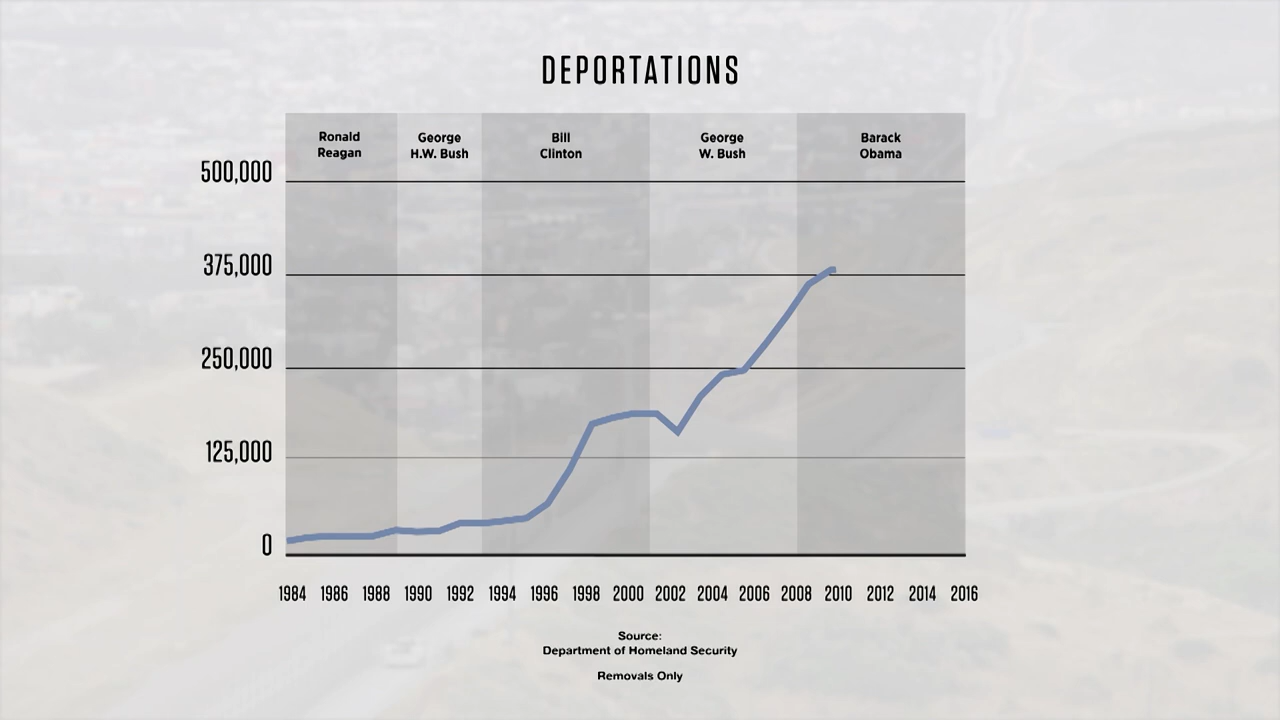 DEPORTATIONS
Ronald
Reagan
George
H.W. Bush
Bill
Clinton
George
W. Bush
Barack
Obama
500,000
375,000
250,000
125,000
0
1984 1986 1988 1990 1992 1994 1996 1998 2000 2002 2004 2006 2008 2010 2012 2014 2016
Source:
Department of Homeland Security
Removals Only